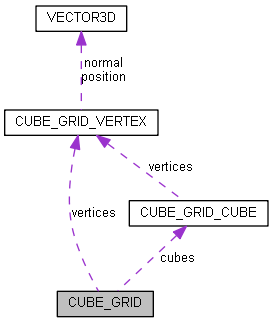 VECTOR3D
normal
position
CUBE_GRID_VERTEX
vertices
vertices
CUBE_GRID_CUBE
cubes
CUBE_GRID